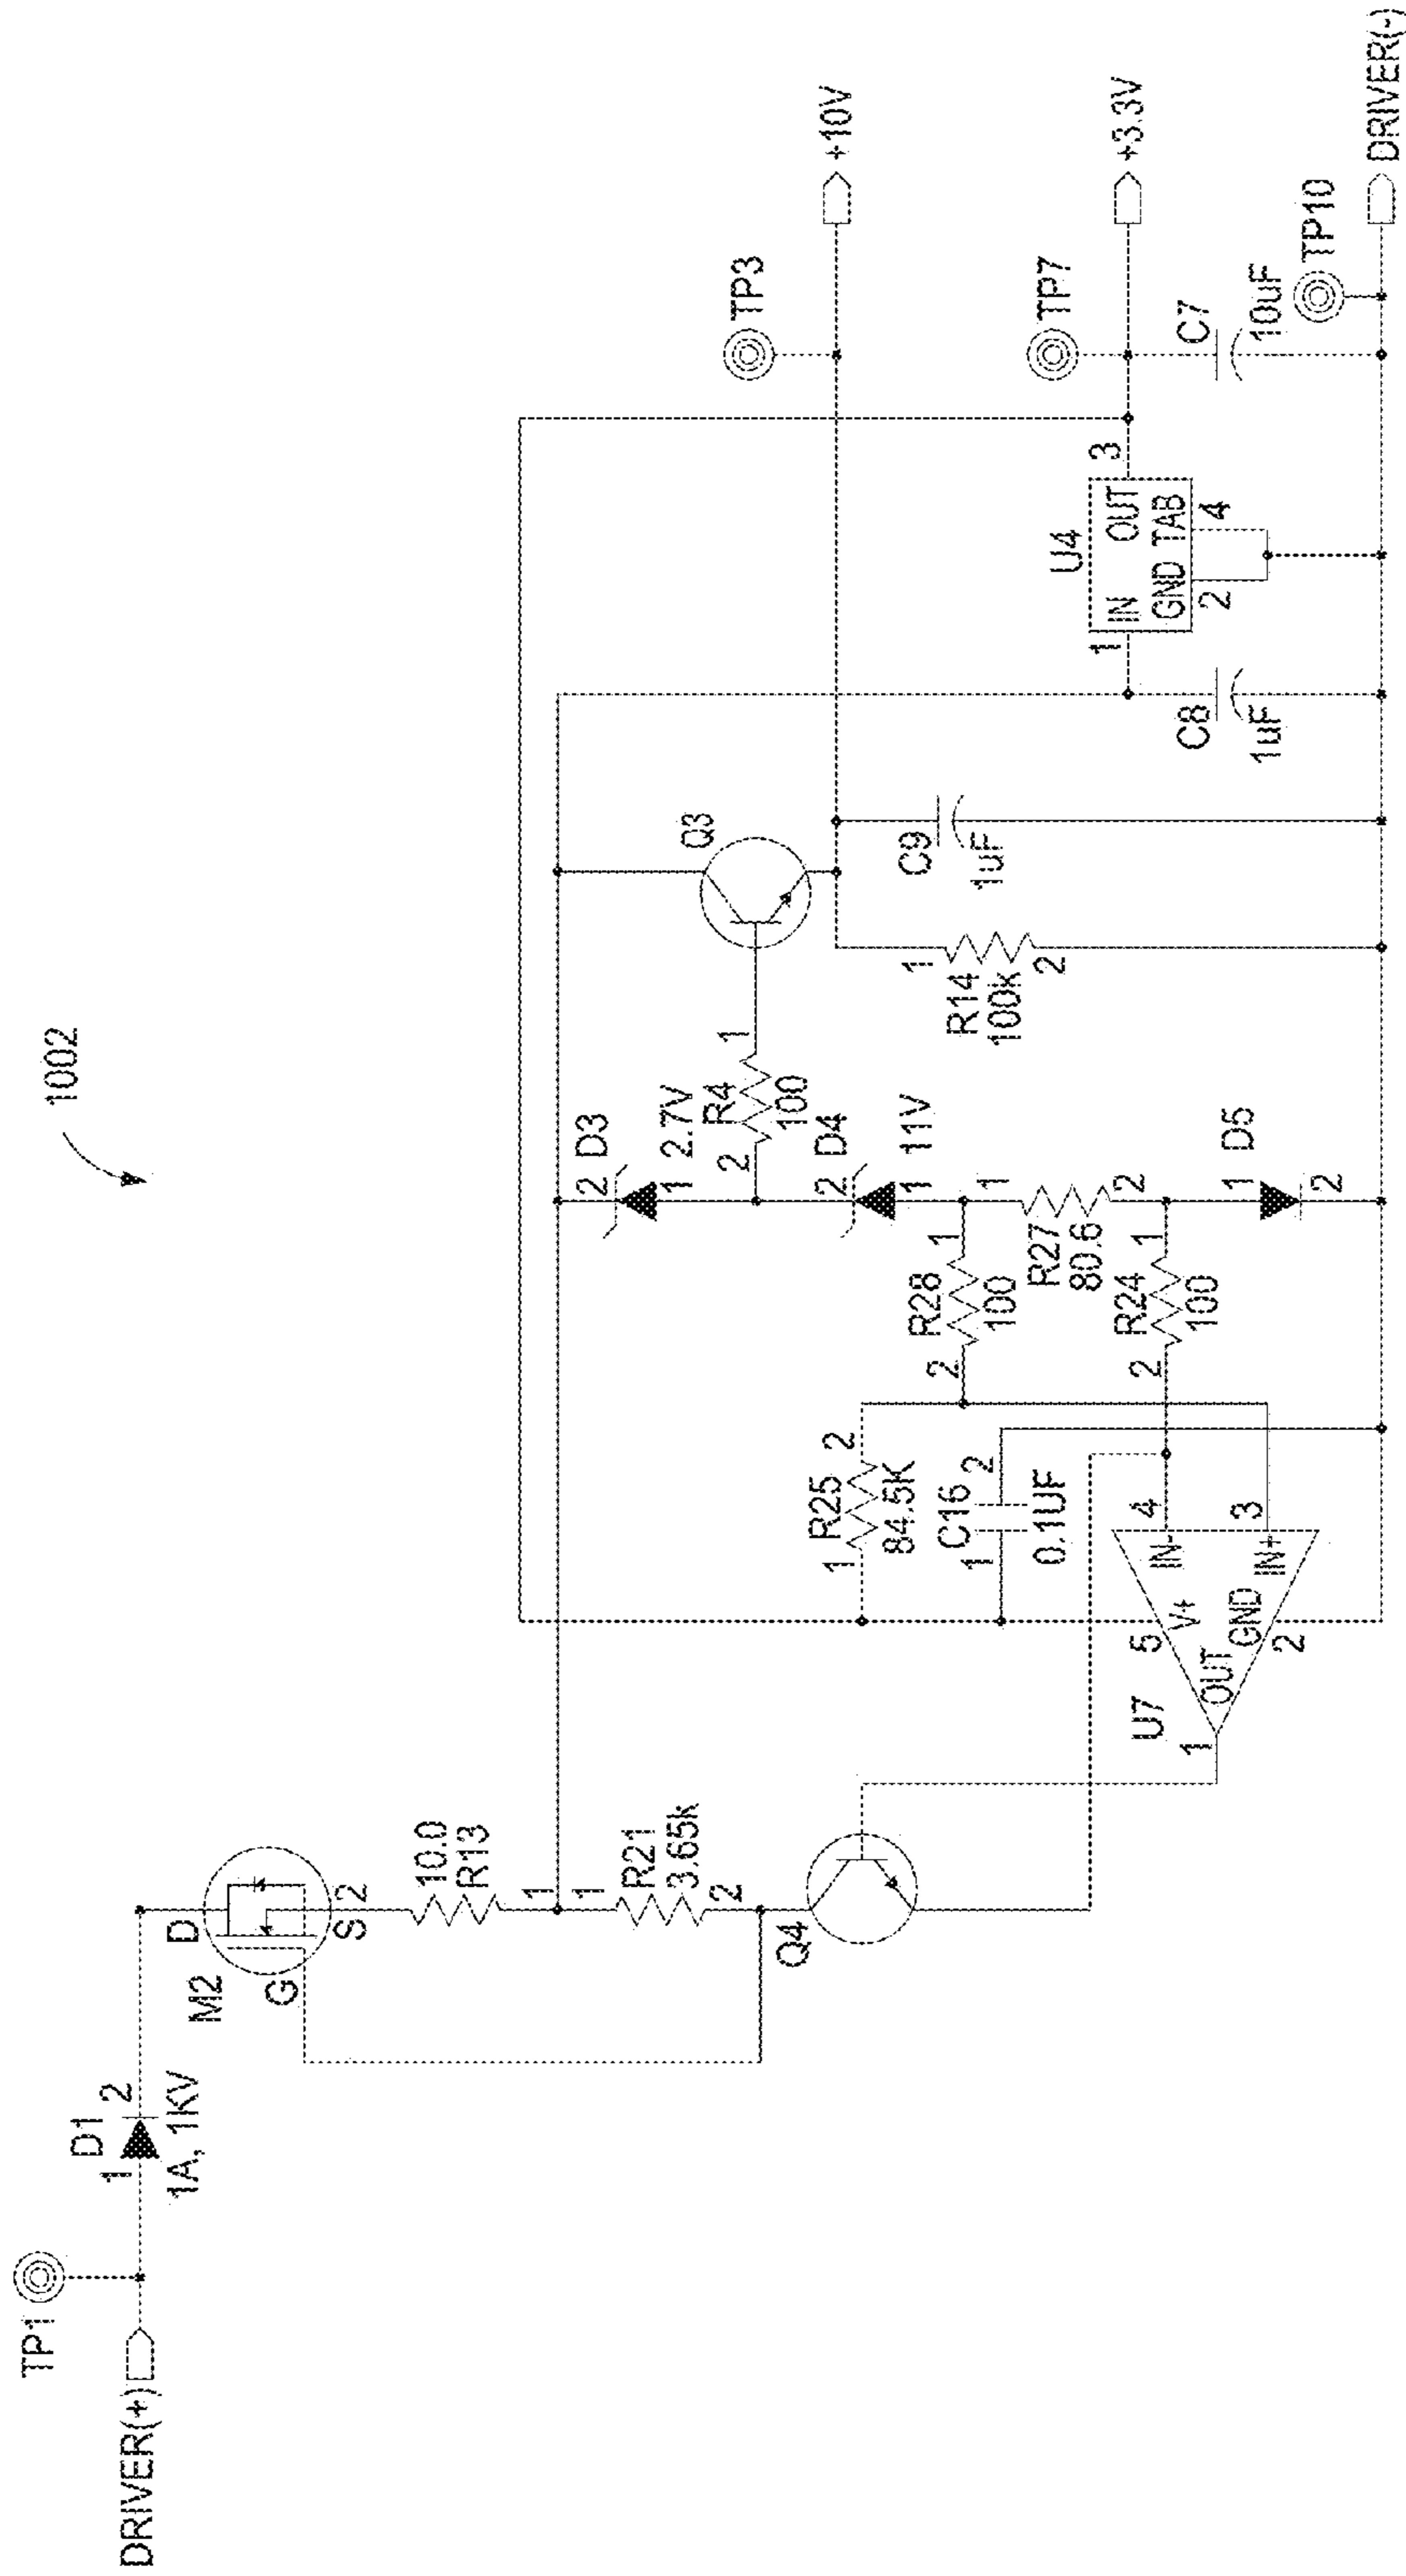 1002
TP1
DRIVER(+)
D1
1
2
1A, 1KV
M2
D
G
S
2
10.0
R13
1
1
R21
3.65k
2
Q4
U7
1
OUT
5
V+
GND
2
IN-
4
IN+
3
R25
84.5K
1
2
C16
0.1UF
1
2
R28
100
1
2
R24
100
1
2
R27
80.6
1
2
D3
2.7V
2
1
R4
100
2
1
D4
11V
2
1
D5
1
2
Q3
R14
100k
1
2
C9
1uF
C8
1uF
U4
IN
OUT
GND
TAB
1
2
3
4
TP3
+10V
TP7
+3.3V
C7
10uF
TP10
DRIVER(-)